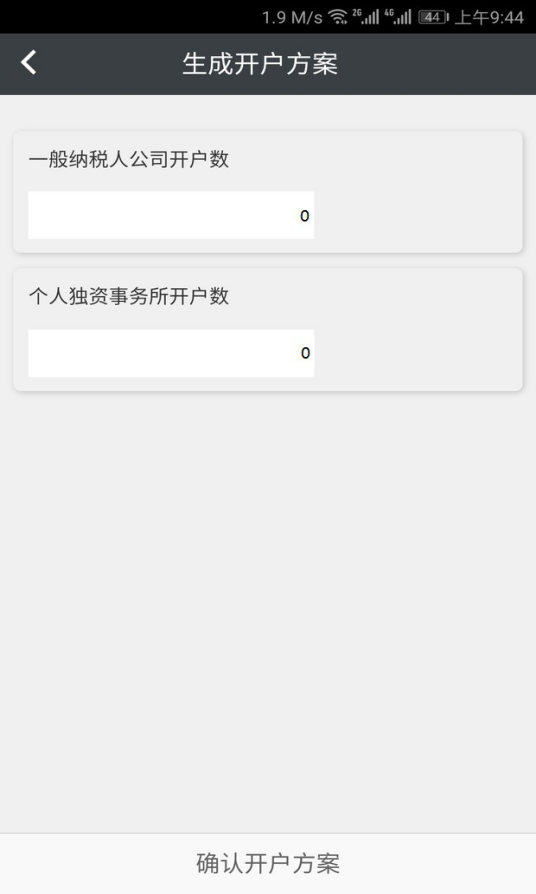 1.9 M/s 2G 4G 44 上午9:44
生成开户方案
一般纳税人公司开户数
0
个人独资事务所开户数
0
确认开户方案